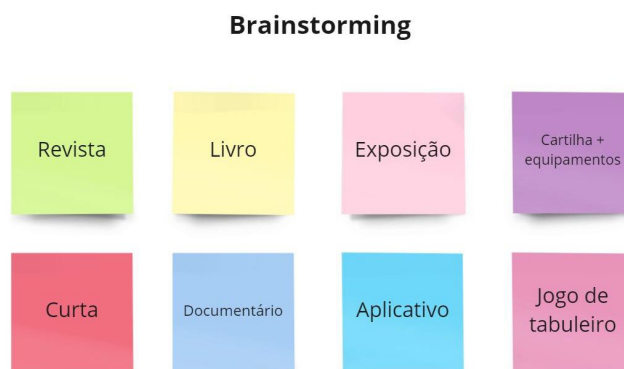 Brainstorming
Revista
Livro
Exposição
Cartilha +
equipamentos
Curta
Documentário
Aplicativo
Jogo de
tabuleiro